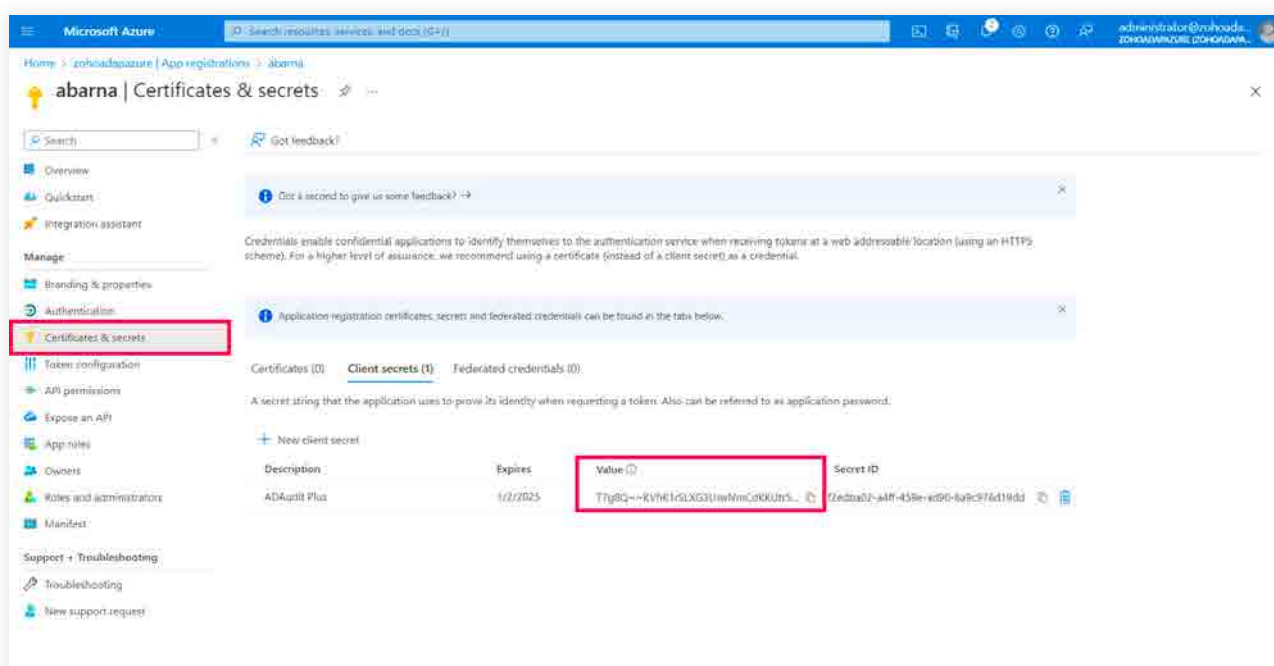 Microsoft Azure
Search resources, services, and docs (G+/)
administrator@zohoada...
Home > zohoadapazure | App registrations > abarna
abarna | Certificates & secrets
Search
Got feedback?
Overview
Quickstart
Integration assistant
Manage
Branding & properties
Authentication
Certificates & secrets
Token configuration
API permissions
Expose an API
App roles
Owners
Roles and administrators
Manifest
Support + Troubleshooting
Troubleshooting
New support request
Got a second to give us some feedback? →
Credentials enable confidential applications to identify themselves to the authentication service when receiving tokens at a web addressable location (using an HTTPS
scheme). For a higher level of assurance, we recommend using a certificate (instead of a client secret) as a credential.
Application registration certificates, secrets and federated credentials can be found in the tabs below.
Certificates (0) Client secrets (1) Federated credentials (0)
A secret string that the application uses to prove its identity when requesting a token. Also can be referred to as application password.
+ New client secret
Description Expires Value Secret ID
ADAudit Plus 1/2/2025